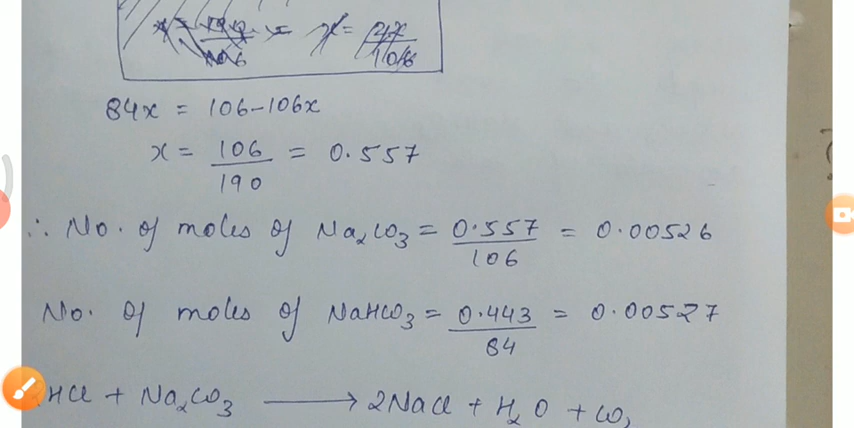 84x = 106-106x
x = 106/190 = 0.557
∴ No. of moles of Na₂CO₃ = 0.557/106 = 0.00526
No. of moles of NaHCO₃ = 0.443/84 = 0.00527
HCl + Na₂CO₃ ⟶ 2NaCl + H₂O + CO₂